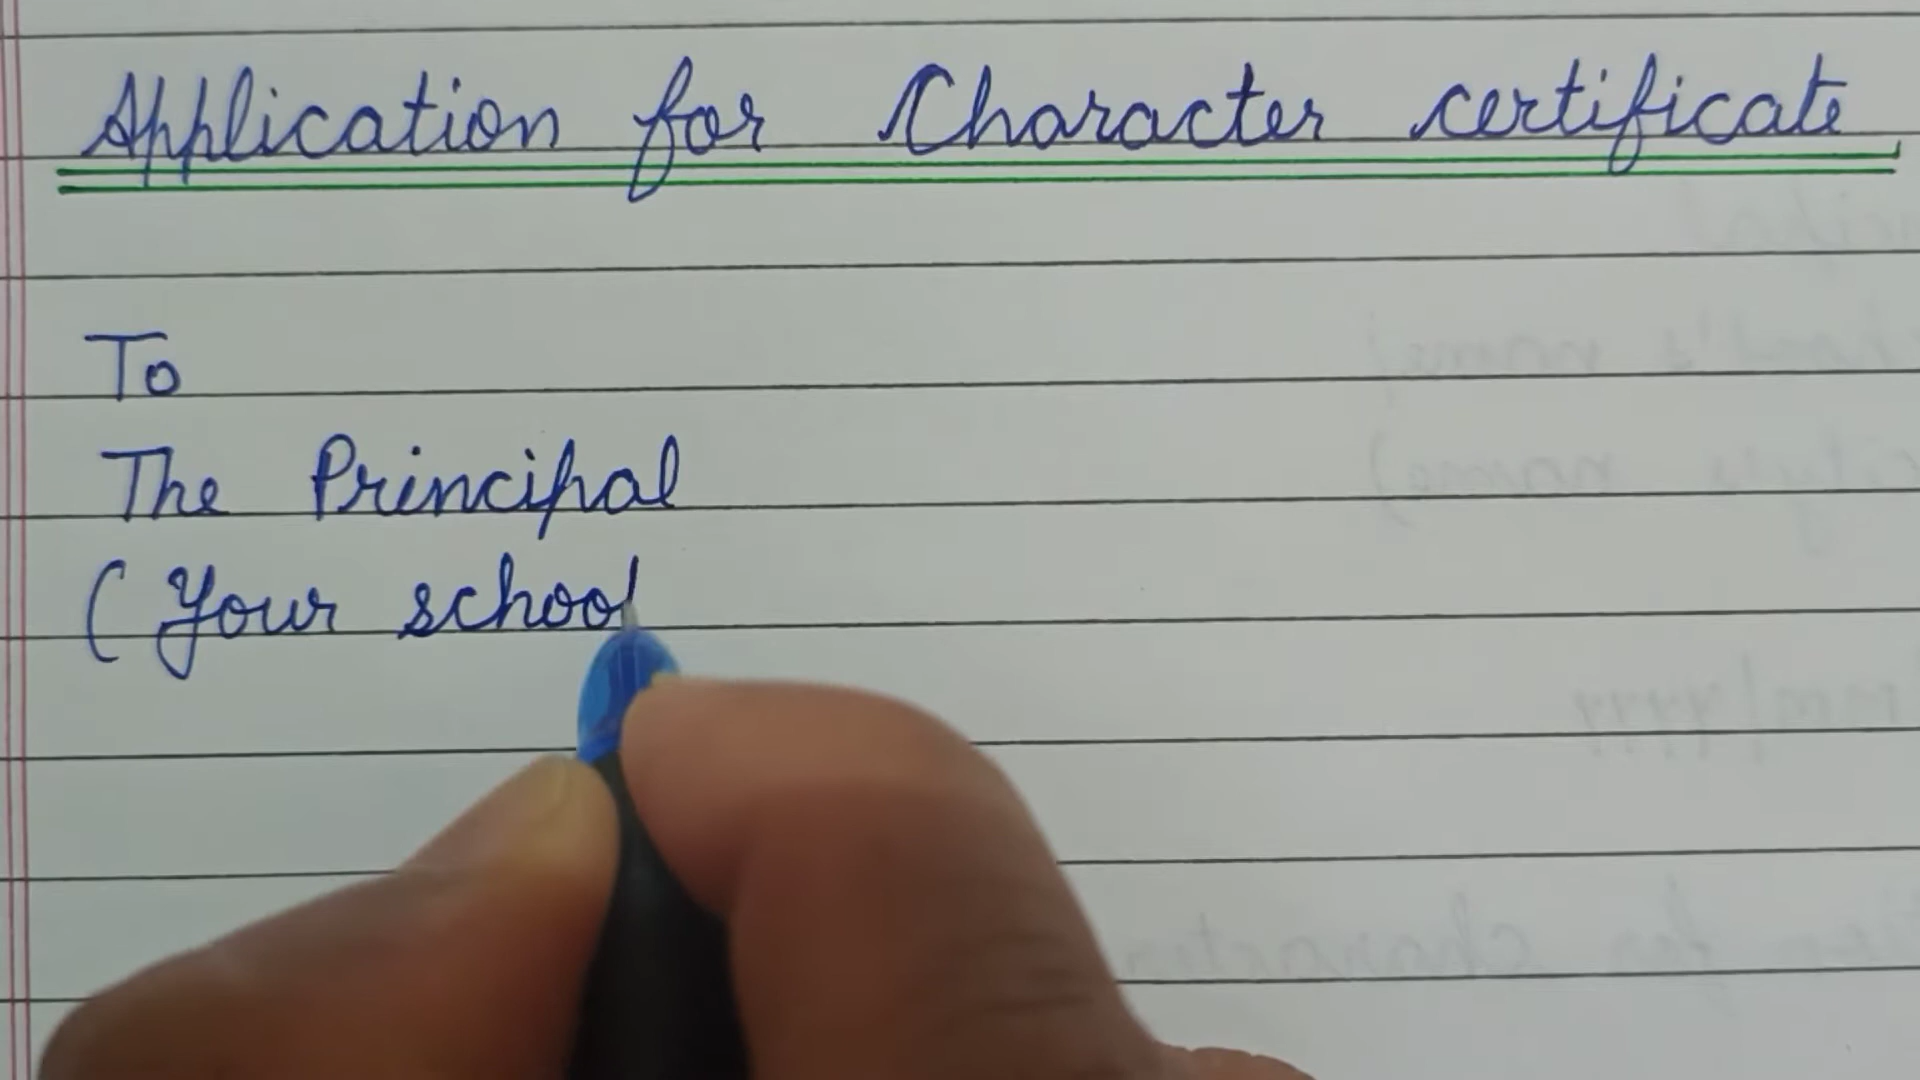 Application for Character certificate
To
The Principal
( Your school